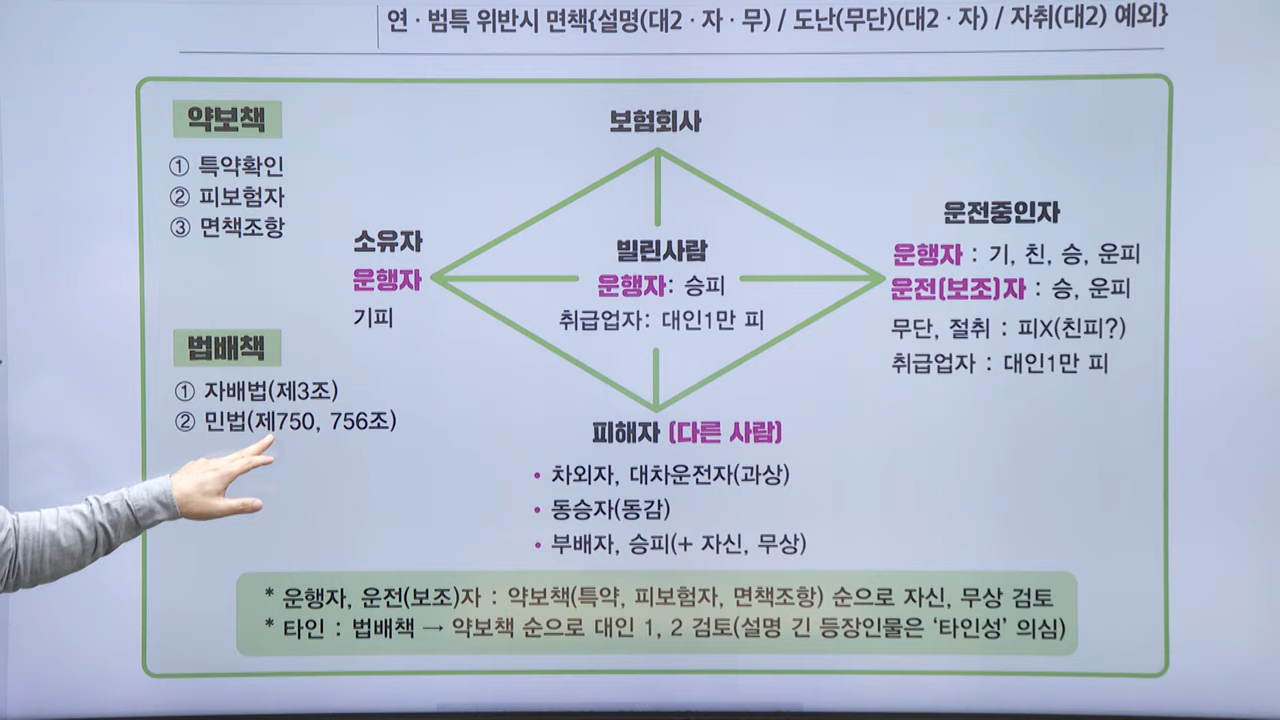 연 · 범특 위반시 면책{설명(대2 · 자 · 무) / 도난(무단)(대2 · 자) / 자취(대2) 예외}
약보책
① 특약확인
② 피보험자
③ 면책조항
보험회사
소유자
운행자
기피
빌린사람
운행자: 승피
취급업자: 대인1만 피
운전중인자
운행자 : 기, 친, 승, 운피
운전(보조)자 : 승, 운피
무단, 절취 : 피X(친피?)
취급업자 : 대인1만 피
법배책
① 자배법(제3조)
② 민법(제750, 756조)
피해자 (다른 사람)
• 차외자, 대차운전자(과상)
• 동승자(동감)
• 부배자, 승피(+ 자신, 무상)
* 운행자, 운전(보조)자 : 약보책(특약, 피보험자, 면책조항) 순으로 자신, 무상 검토
* 타인 : 법배책 → 약보책 순으로 대인 1, 2 검토(설명 긴 등장인물은 ‘타인성’ 의심)